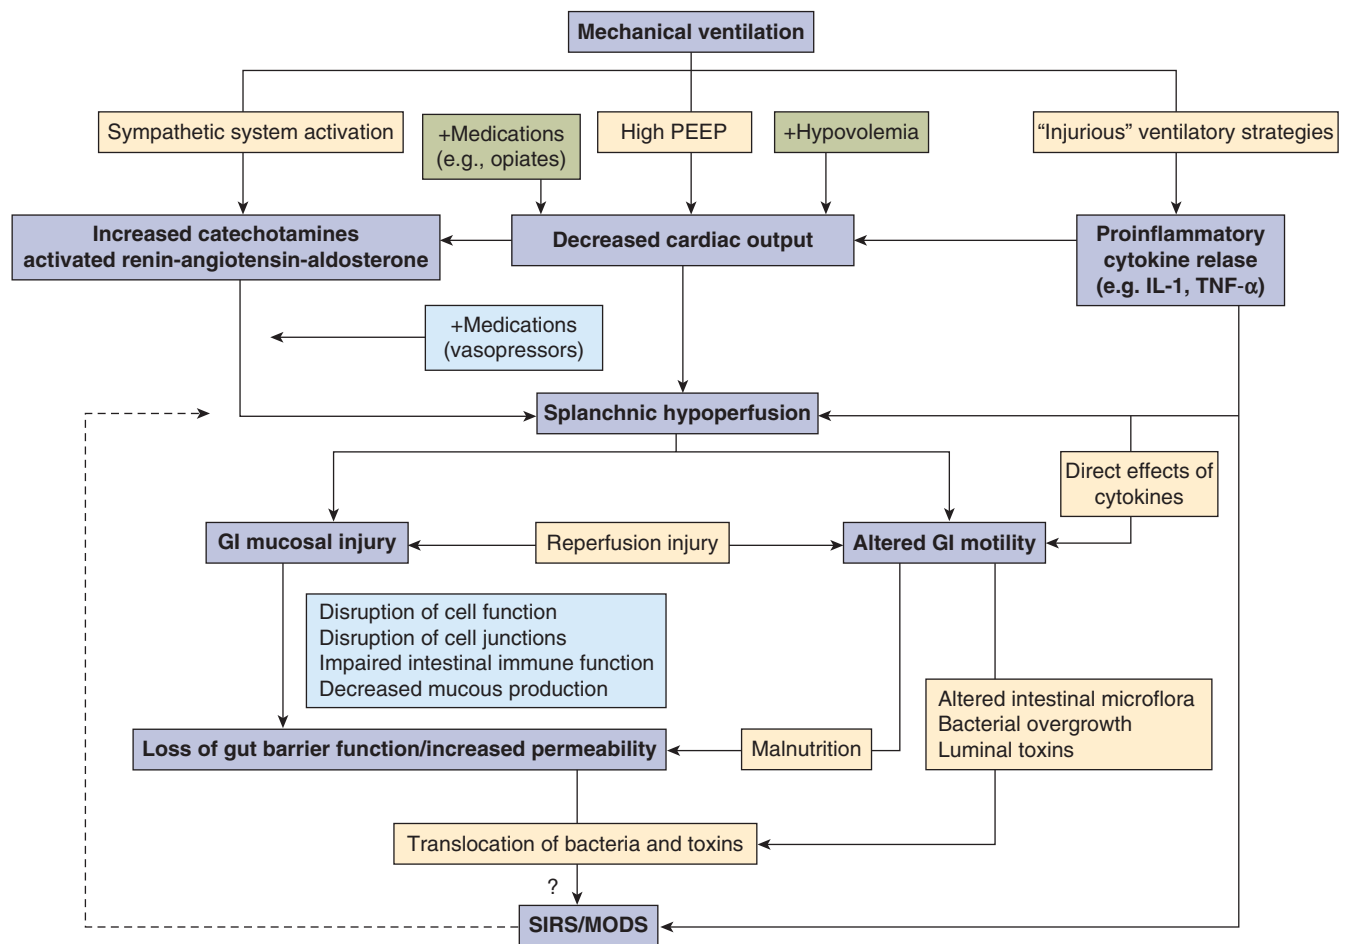 Mechanical ventilation
Sympathetic system activation
+Medications
(e.g., opiates)
High PEEP
+Hypovolemia
“Injurious” ventilatory strategies
Increased catechotamines
activated renin-angiotensin-aldosterone
Decreased cardiac output
Proinflammatory
cytokine relase
(e.g. IL-1, TNF-α)
+Medications
(vasopressors)
Splanchnic hypoperfusion
Direct effects of
cytokines
GI mucosal injury
Reperfusion injury
Altered GI motility
Disruption of cell function
Disruption of cell junctions
Impaired intestinal immune function
Decreased mucous production
Altered intestinal microflora
Bacterial overgrowth
Luminal toxins
Loss of gut barrier function/increased permeability
Malnutrition
Translocation of bacteria and toxins
?
SIRS/MODS